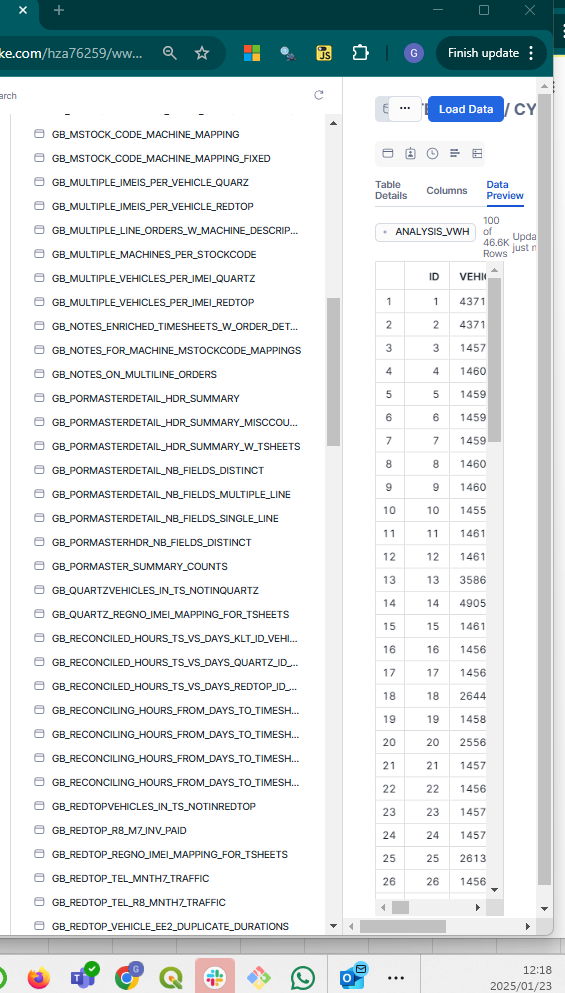 ke.com/hza76259/ww...
JS
G
Finish update
arch
GB_MSTOCK_CODE_MACHINE_MAPPING
GB_MSTOCK_CODE_MACHINE_MAPPING_FIXED
GB_MULTIPLE_IMEIS_PER_VEHICLE_QUARZ
GB_MULTIPLE_IMEIS_PER_VEHICLE_REDTOP
GB_MULTIPLE_LINE_ORDERS_W_MACHINE_DESCRIP...
GB_MULTIPLE_MACHINES_PER_STOCKCODE
GB_MULTIPLE_VEHICLES_PER_IMEI_QUARTZ
GB_MULTIPLE_VEHICLES_PER_IMEI_REDTOP
GB_NOTES_ENRICHED_TIMESHEETS_W_ORDER_DET...
GB_NOTES_FOR_MACHINE_MSTOCKCODE_MAPPINGS
GB_NOTES_ON_MULTILINE_ORDERS
GB_PORMASTERDETAIL_HDR_SUMMARY
GB_PORMASTERDETAIL_HDR_SUMMARY_MISCCOU...
GB_PORMASTERDETAIL_HDR_SUMMARY_W_TSHEETS
GB_PORMASTERDETAIL_NB_FIELDS_DISTINCT
GB_PORMASTERDETAIL_NB_FIELDS_MULTIPLE_LINE
GB_PORMASTERDETAIL_NB_FIELDS_SINGLE_LINE
GB_PORMASTERHDR_NB_FIELDS_DISTINCT
GB_PORMASTER_SUMMARY_COUNTS
GB_QUARTZVEHICLES_IN_TS_NOTINQUARTZ
GB_QUARTZ_REGNO_IMEI_MAPPING_FOR_TSHEETS
GB_RECONCILED_HOURS_TS_VS_DAYS_KLT_ID_VEHI...
GB_RECONCILED_HOURS_TS_VS_DAYS_QUARTZ_ID_...
GB_RECONCILED_HOURS_TS_VS_DAYS_REDTOP_ID_...
GB_RECONCILING_HOURS_FROM_DAYS_TO_TIMESH...
GB_RECONCILING_HOURS_FROM_DAYS_TO_TIMESH...
GB_RECONCILING_HOURS_FROM_DAYS_TO_TIMESH...
GB_RECONCILING_HOURS_FROM_DAYS_TO_TIMESH...
GB_REDTOPVEHICLES_IN_TS_NOTINREDTOP
GB_REDTOP_R8_M7_INV_PAID
GB_REDTOP_REGNO_IMEI_MAPPING_FOR_TSHEETS
GB_REDTOP_TEL_MNTH7_TRAFFIC
GB_REDTOP_TEL_R8_MNTH7_TRAFFIC
GB_REDTOP_VEHICLE_EE2_DUPLICATE_DURATIONS
... Load Data / CY
Table Details Columns Data Preview
ANALYSIS_VWH 100 of 46.6K Rows Upda just n
ID VEHIC
1 1 4371
2 2 4371
3 3 1457
4 4 1460
5 5 1459
6 6 1459
7 7 1459
8 8 1460
9 9 1460
10 10 1455
11 11 1461
12 12 1461
13 13 3586
14 14 4905
15 15 1461
16 16 1456
17 17 1456
18 18 2644
19 19 1458
20 20 2556
21 21 1457
22 22 1456
23 23 1457
24 24 1457
25 25 2613
26 26 1456
12:18
2025/01/23